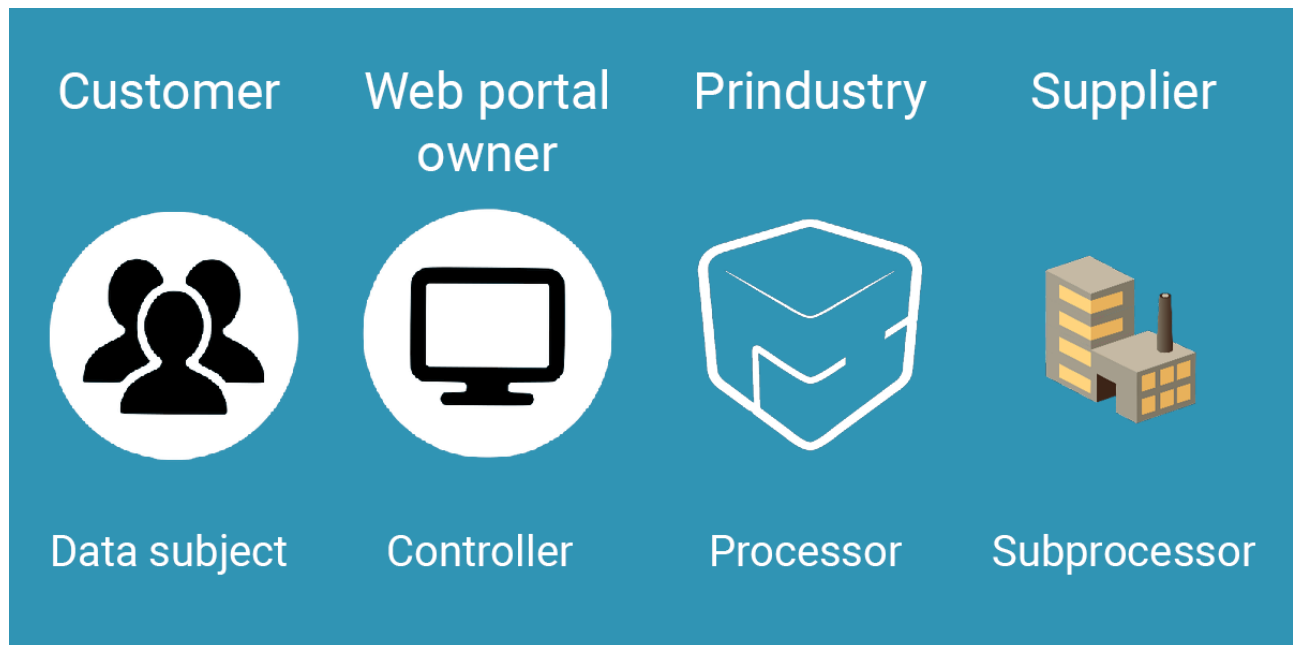 Customer
Web portal
owner
Prindustry
Supplier
Data subject
Controller
Processor
Subprocessor